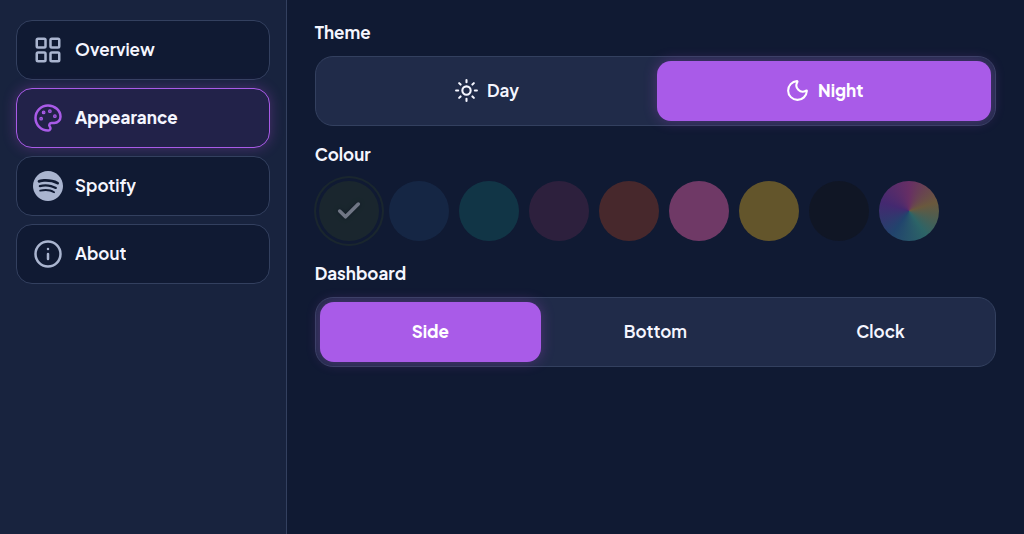 Overview
Appearance
Spotify
About
Theme
Day
Night
Colour
Dashboard
Side
Bottom
Clock